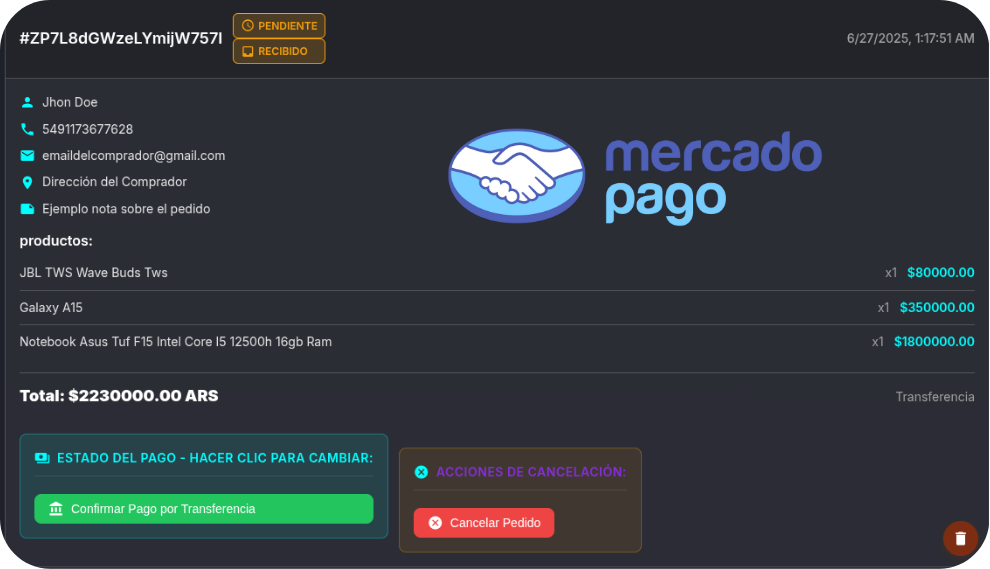 #ZP7L8dGWzeLYmijW757I
PENDIENTE
RECIBIDO
6/27/2025, 1:17:51 AM
Jhon Doe
5491173677628
emaildelcomprador@gmail.com
Dirección del Comprador
Ejemplo nota sobre el pedido
mercado
pago
productos:
JBL TWS Wave Buds Tws x1 $80000.00
Galaxy A15 x1 $350000.00
Notebook Asus Tuf F15 Intel Core I5 12500h 16gb Ram x1 $1800000.00
Total: $2230000.00 ARS Transferencia
ESTADO DEL PAGO - HACER CLIC PARA CAMBIAR:
Confirmar Pago por Transferencia
ACCIONES DE CANCELACIÓN:
Cancelar Pedido